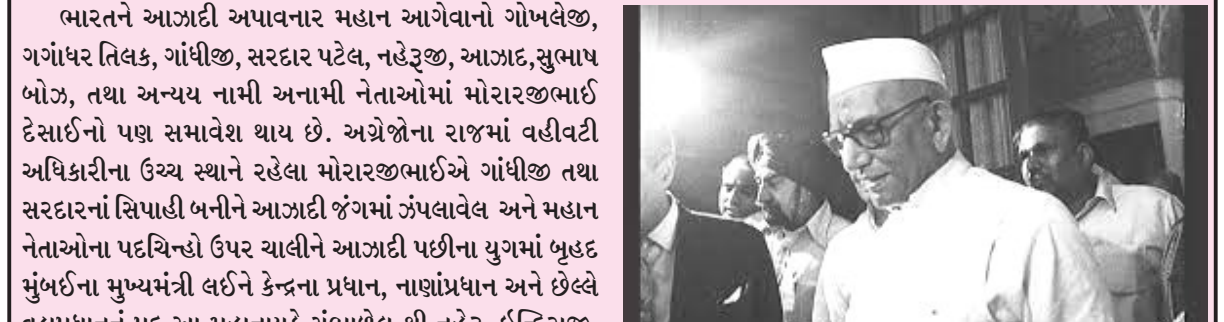 ભારતને આઝાદી અપાવનાર મહાન આગેવાનો ગોખલેજી,
ગગાંધર તિલક, ગાંધીજી, સરદાર પટેલ, નહેરૂજી, આઝાદ,સુભાષ
બોઝ, તથા અન્યય નામી અનામી નેતાઓમાં મોરારજીભાઈ
દેસાઈનો પણ સમાવેશ થાય છે. અગ્રેજોના રાજમાં વહીવટી
અધિકારીના ઉચ્ચ સ્થાને રહેલા મોરારજીભાઈએ ગાંધીજી તથા
સરદારનાં સિપાહી બનીને આઝાદી જંગમાં ઝંપલાવેલ અને મહાન
નેતાઓના પદચિન્હો ઉપર ચાલીને આઝાદી પછીના યુગમાં બૃહદ
મુંબઈના મુખ્યમંત્રી લઈને કેન્દ્રના પ્રધાન, નાણાંપ્રધાન અને છેલ્લે